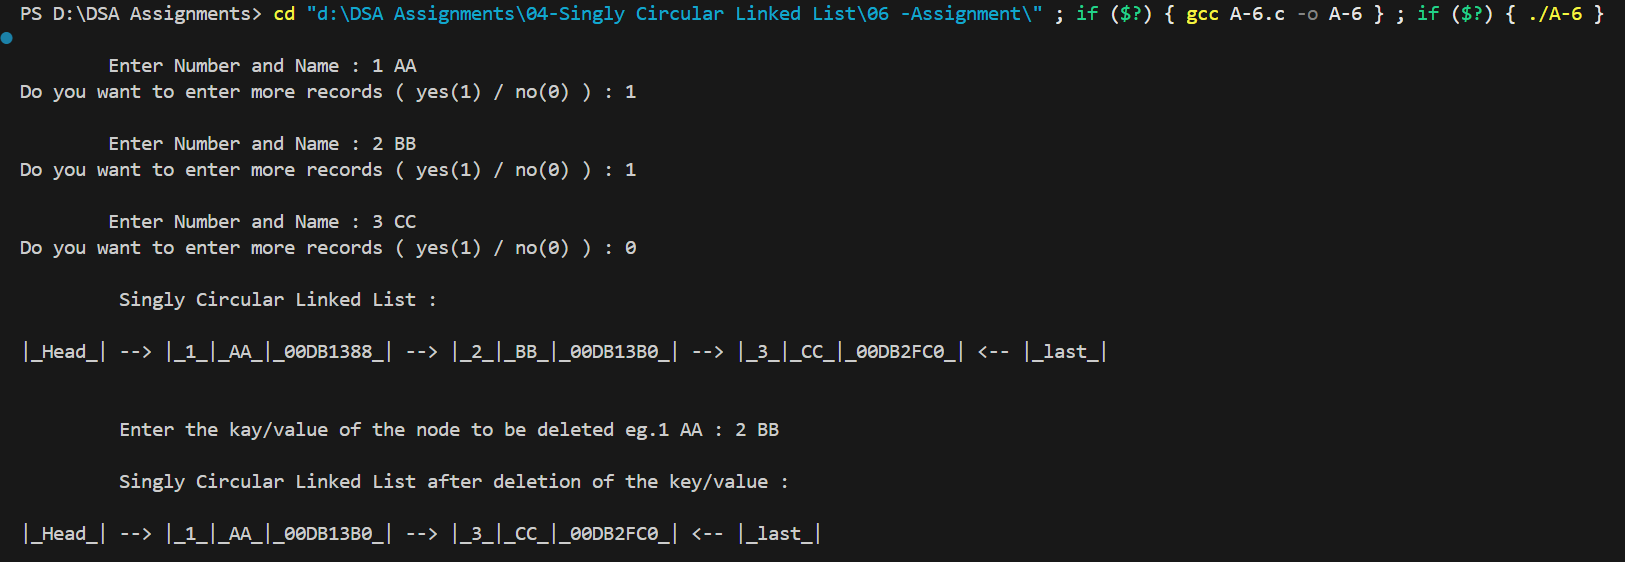 PS D:\DSA Assignments> cd "d:\DSA Assignments\04-Singly Circular Linked List\06 -Assignment\" ; if ($?) { gcc A-6.c -o A-6 } ; if ($?) { ./A-6 }
Enter Number and Name : 1 AA
Do you want to enter more records ( yes(1) / no(0) ) : 1
Enter Number and Name : 2 BB
Do you want to enter more records ( yes(1) / no(0) ) : 1
Enter Number and Name : 3 CC
Do you want to enter more records ( yes(1) / no(0) ) : 0
Singly Circular Linked List :
|_Head_| --> |_1_|_AA_|_00DB1388_| --> |_2_|_BB_|_00DB13B0_| --> |_3_|_CC_|_00DB2FC0_| <-- |_last_|
Enter the kay/value of the node to be deleted eg.1 AA : 2 BB
Singly Circular Linked List after deletion of the key/value :
|_Head_| --> |_1_|_AA_|_00DB13B0_| --> |_3_|_CC_|_00DB2FC0_| <-- |_last_|